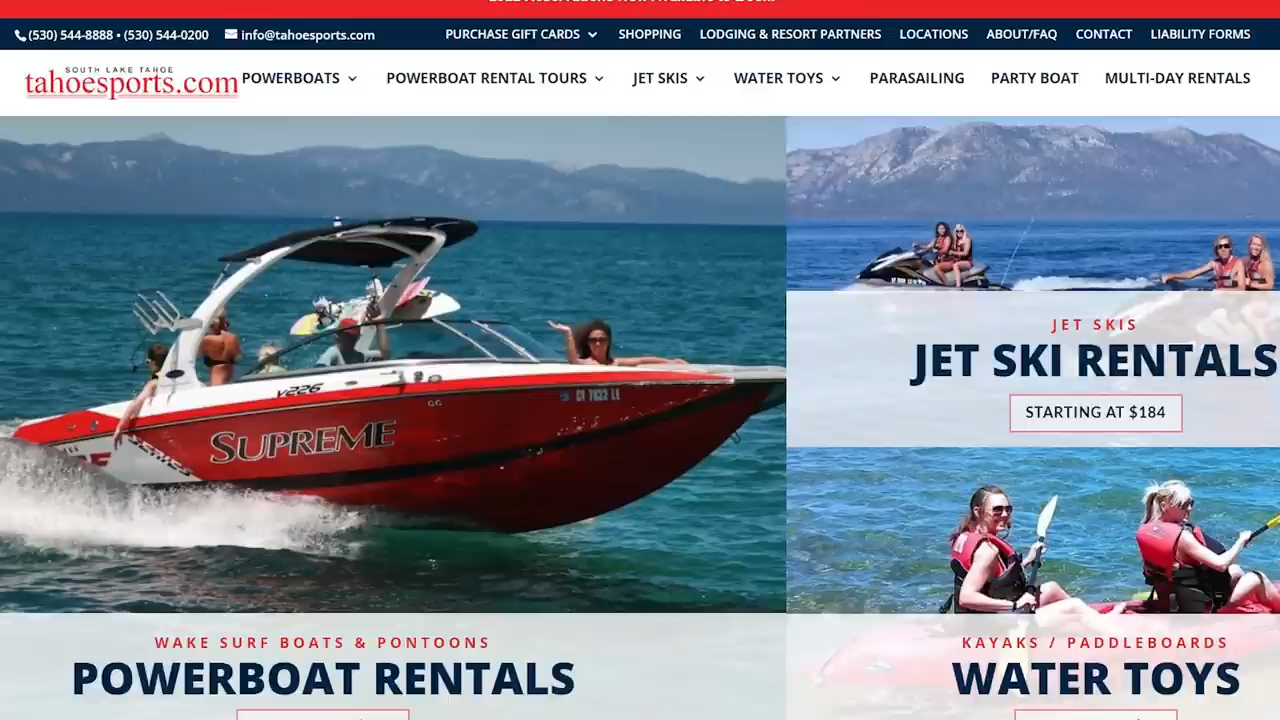 (530) 544-8888 • (530) 544-0200
info@tahoesports.com
PURCHASE GIFT CARDS
SHOPPING
LODGING & RESORT PARTNERS
LOCATIONS
ABOUT/FAQ
CONTACT
LIABILITY FORMS
SOUTH LAKE TAHOE
tahoesports.com
POWERBOATS
POWERBOAT RENTAL TOURS
JET SKIS
WATER TOYS
PARASAILING
PARTY BOAT
MULTI-DAY RENTALS
V226
SUPREME
JET SKIS
JET SKI RENTALS
STARTING AT $184
WAKE SURF BOATS & PONTOONS
POWERBOAT RENTALS
KAYAKS / PADDLEBOARDS
WATER TOYS